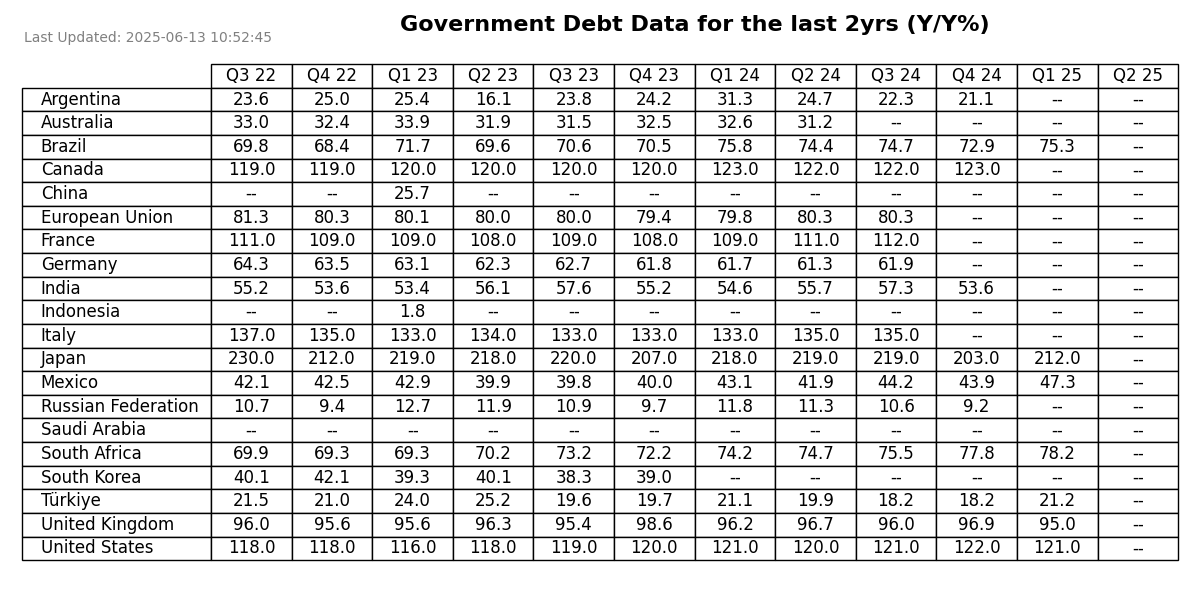 Government Debt Data for the last 2yrs (Y/Y%)
Last Updated: 2025-06-13 10:52:45
Q3 22 Q4 22 Q1 23 Q2 23 Q3 23 Q4 23 Q1 24 Q2 24 Q3 24 Q4 24 Q1 25 Q2 25
Argentina 23.6 25.0 25.4 16.1 23.8 24.2 31.3 24.7 22.3 21.1 -- --
Australia 33.0 32.4 33.9 31.9 31.5 32.5 32.6 31.2 -- -- -- --
Brazil 69.8 68.4 71.7 69.6 70.6 70.5 75.8 74.4 74.7 72.9 75.3 --
Canada 119.0 119.0 120.0 120.0 120.0 120.0 123.0 122.0 122.0 123.0 -- --
China -- -- 25.7 -- -- -- -- -- -- -- -- --
European Union 81.3 80.3 80.1 80.0 80.0 79.4 79.8 80.3 80.3 -- -- --
France 111.0 109.0 109.0 108.0 109.0 108.0 109.0 111.0 112.0 -- -- --
Germany 64.3 63.5 63.1 62.3 62.7 61.8 61.7 61.3 61.9 -- -- --
India 55.2 53.6 53.4 56.1 57.6 55.2 54.6 55.7 57.3 53.6 -- --
Indonesia -- -- 1.8 -- -- -- -- -- -- -- -- --
Italy 137.0 135.0 133.0 134.0 133.0 133.0 133.0 135.0 135.0 -- -- --
Japan 230.0 212.0 219.0 218.0 220.0 207.0 218.0 219.0 219.0 203.0 212.0 --
Mexico 42.1 42.5 42.9 39.9 39.8 40.0 43.1 41.9 44.2 43.9 47.3 --
Russian Federation 10.7 9.4 12.7 11.9 10.9 9.7 11.8 11.3 10.6 9.2 -- --
Saudi Arabia -- -- -- -- -- -- -- -- -- -- -- --
South Africa 69.9 69.3 69.3 70.2 73.2 72.2 74.2 74.7 75.5 77.8 78.2 --
South Korea 40.1 42.1 39.3 40.1 38.3 39.0 -- -- -- -- -- --
Türkiye 21.5 21.0 24.0 25.2 19.6 19.7 21.1 19.9 18.2 18.2 21.2 --
United Kingdom 96.0 95.6 95.6 96.3 95.4 98.6 96.2 96.7 96.0 96.9 95.0 --
United States 118.0 118.0 116.0 118.0 119.0 120.0 121.0 120.0 121.0 122.0 121.0 --